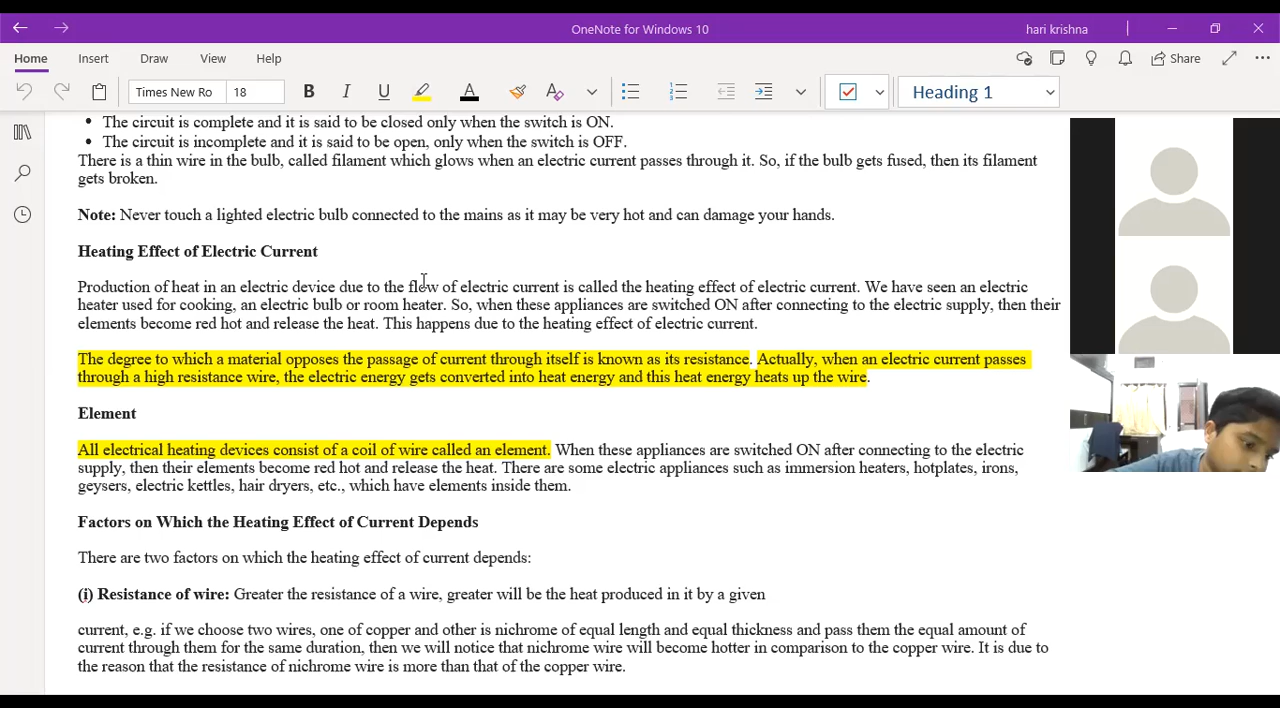 OneNote for Windows 10
hari krishna
Home Insert Draw View Help
Share
Times New Ro 18 B I U A Heading 1
• The circuit is complete and it is said to be closed only when the switch is ON.
• The circuit is incomplete and it is said to be open, only when the switch is OFF.
There is a thin wire in the bulb, called filament which glows when an electric current passes through it. So, if the bulb gets fused, then its filament
gets broken.
Note: Never touch a lighted electric bulb connected to the mains as it may be very hot and can damage your hands.
Heating Effect of Electric Current
Production of heat in an electric device due to the flow of electric current is called the heating effect of electric current. We have seen an electric
heater used for cooking, an electric bulb or room heater. So, when these appliances are switched ON after connecting to the electric supply, then their
elements become red hot and release the heat. This happens due to the heating effect of electric current.
The degree to which a material opposes the passage of current through itself is known as its resistance. Actually, when an electric current passes
through a high resistance wire, the electric energy gets converted into heat energy and this heat energy heats up the wire.
Element
All electrical heating devices consist of a coil of wire called an element. When these appliances are switched ON after connecting to the electric
supply, then their elements become red hot and release the heat. There are some electric appliances such as immersion heaters, hotplates, irons,
geysers, electric kettles, hair dryers, etc., which have elements inside them.
Factors on Which the Heating Effect of Current Depends
There are two factors on which the heating effect of current depends:
(i) Resistance of wire: Greater the resistance of a wire, greater will be the heat produced in it by a given
current, e.g. if we choose two wires, one of copper and other is nichrome of equal length and equal thickness and pass them the equal amount of
current through them for the same duration, then we will notice that nichrome wire will become hotter in comparison to the copper wire. It is due to
the reason that the resistance of nichrome wire is more than that of the copper wire.